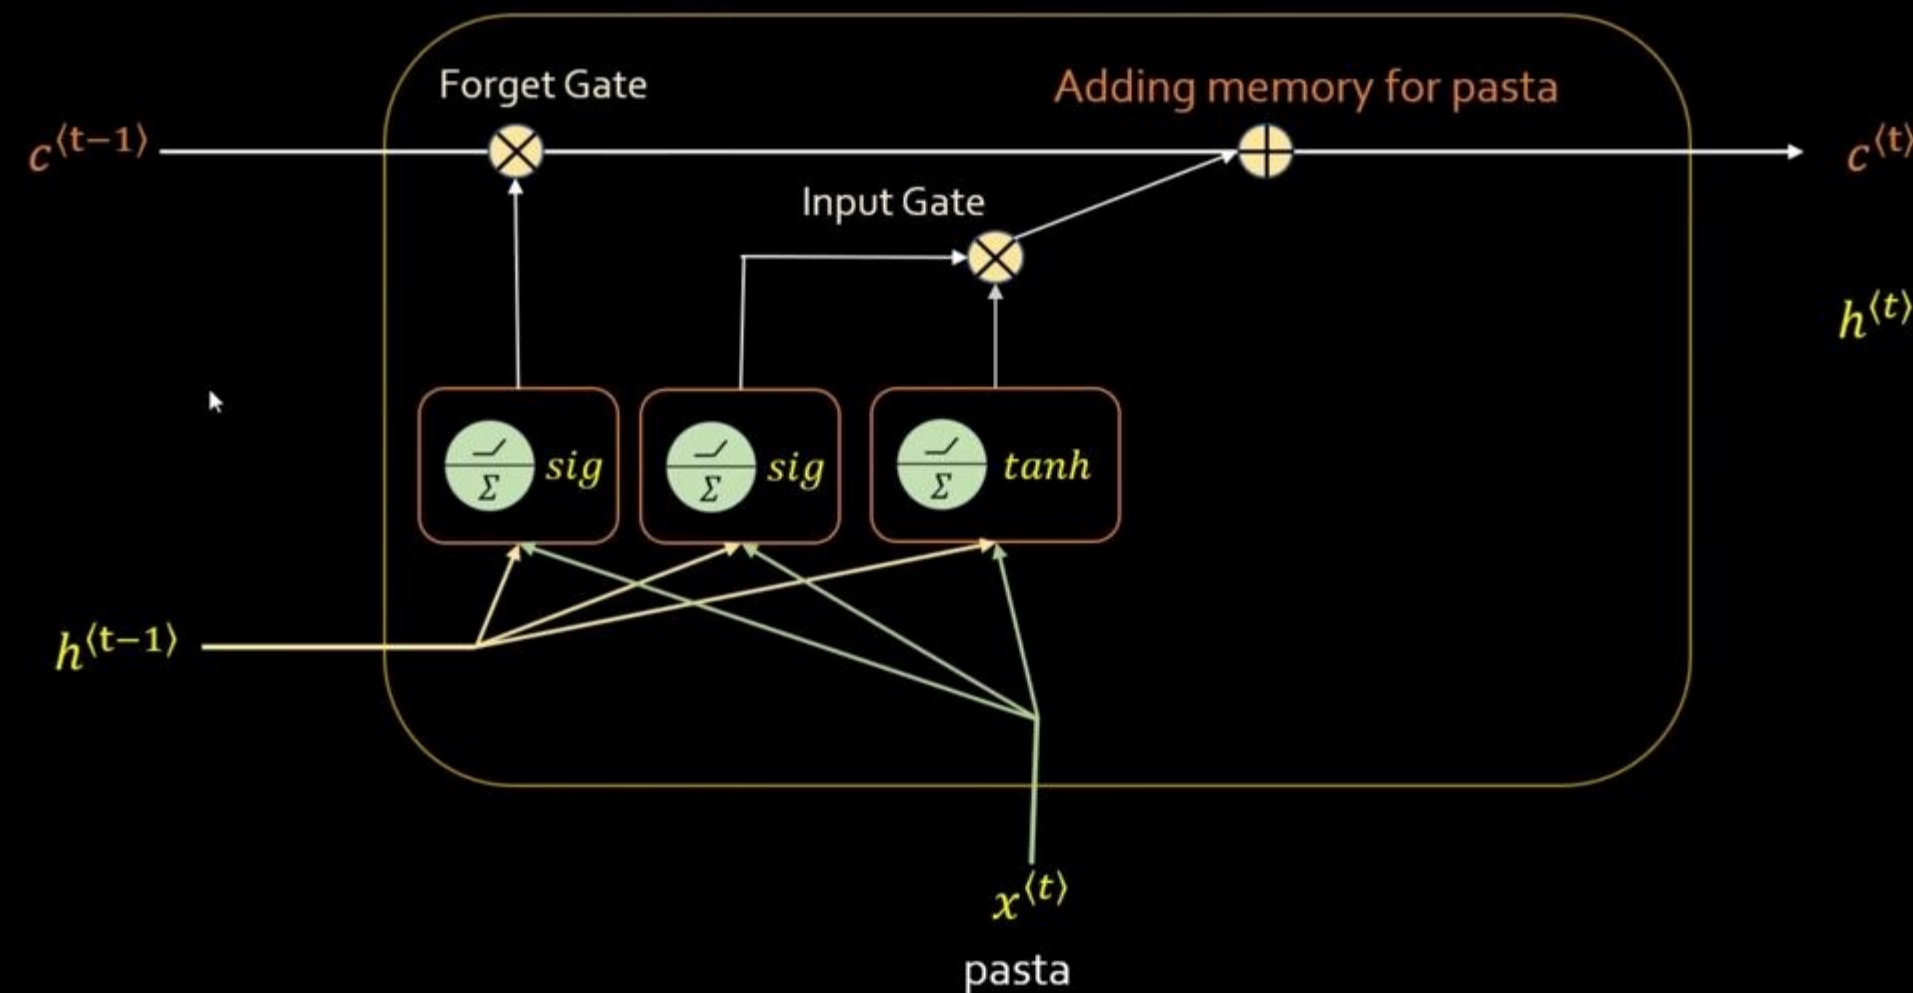 Forget Gate
Adding memory for pasta
c⟨t−1⟩
c⟨t⟩
Input Gate
h⟨t⟩
Σ sig
Σ sig
Σ tanh
h⟨t−1⟩
x⟨t⟩
pasta